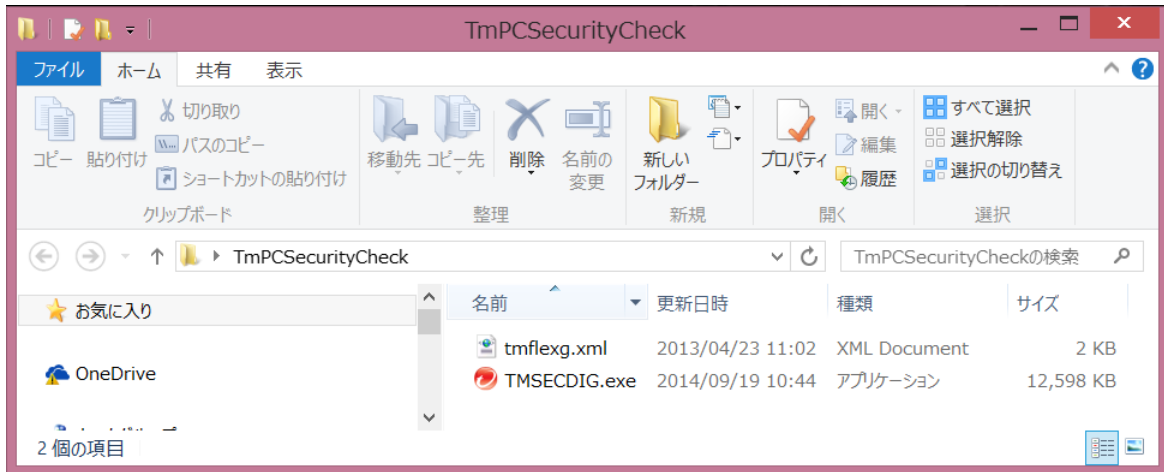 TmPCSecurityCheck
ファイル ホーム 共有 表示
コピー
貼り付け
切り取り
パスのコピー
ショートカットの貼り付け
クリップボード
移動先
コピー先
削除
名前の
変更
整理
新しい
フォルダー
新規
プロパティ
開く
編集
履歴
開く
すべて選択
選択解除
選択の切り替え
選択
TmPCSecurityCheck
TmPCSecurityCheckの検索
お気に入り
OneDrive
名前 更新日時 種類 サイズ
tmflexg.xml 2013/04/23 11:02 XML Document 2 KB
TMSECDIG.exe 2014/09/19 10:44 アプリケーション 12,598 KB
2 個の項目